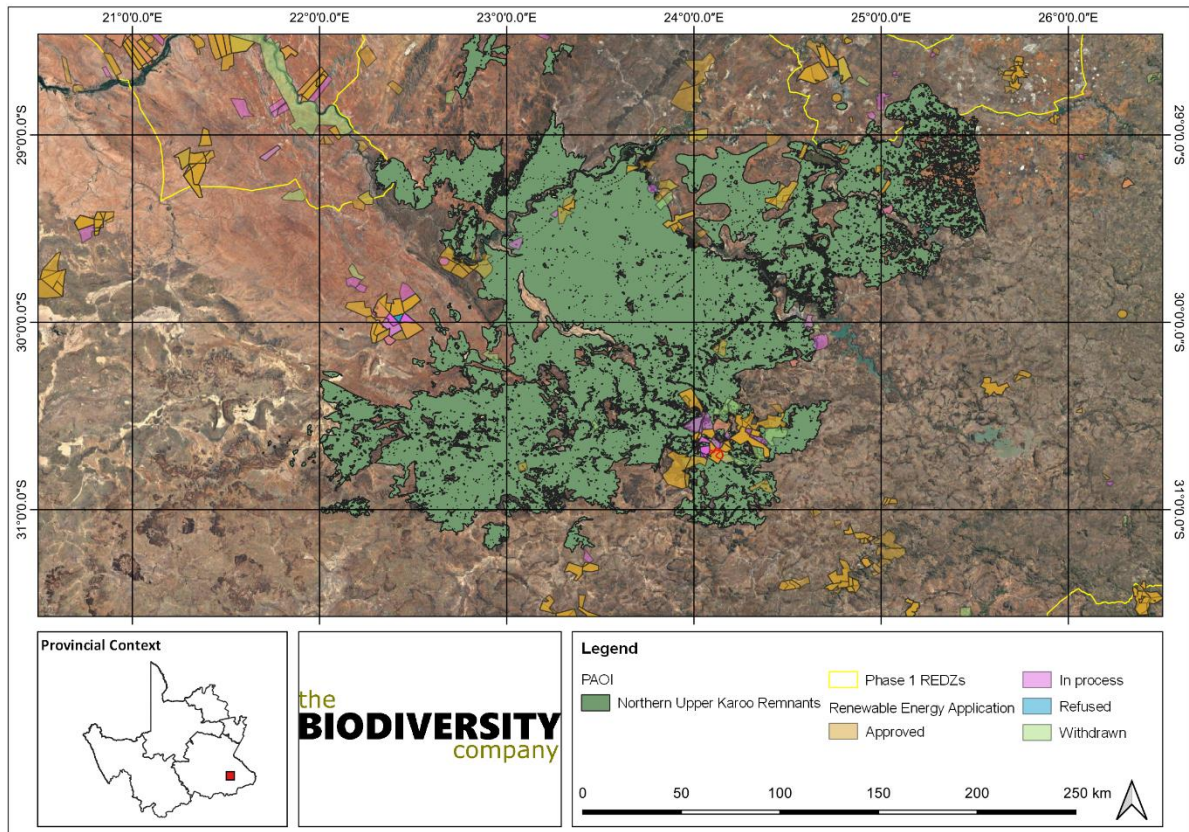 21°0'0.0"E 22°0'0.0"E 23°0'0.0"E 24°0'0.0"E 25°0'0.0"E 26°0'0.0"E
29°0'0.0"S 29°0'0.0"S
30°0'0.0"S 30°0'0.0"S
31°0'0.0"S 31°0'0.0"S
Provincial Context
the
BIODIVERSITY
company
Legend
PAOI
Northern Upper Karoo Remnants
Phase 1 REDZs
Renewable Energy Application
Approved
In process
Refused
Withdrawn
0 50 100 150 200 250 km